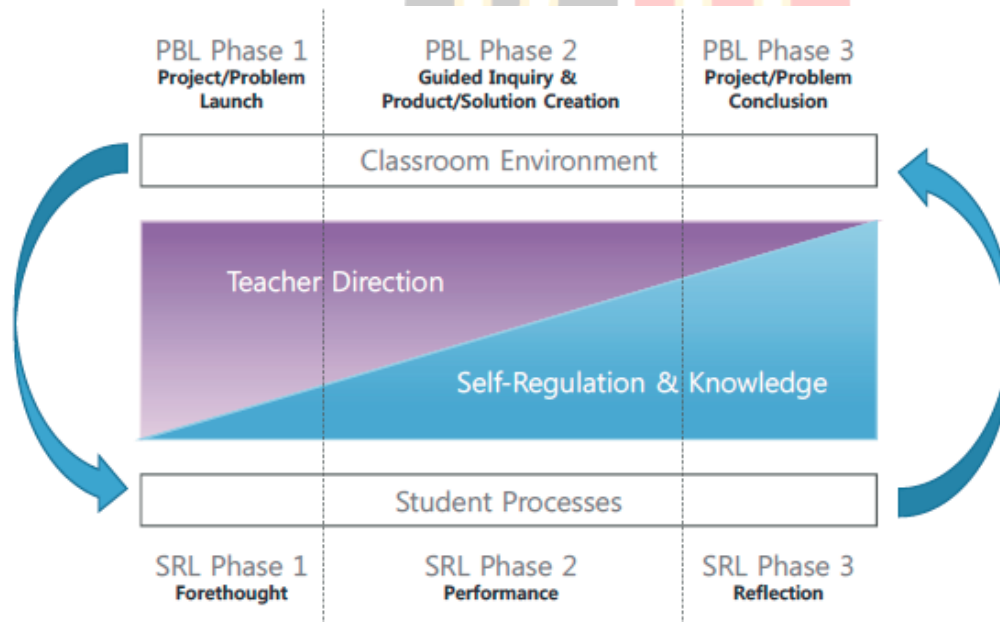 PBL Phase 1
Project/Problem
Launch
PBL Phase 2
Guided Inquiry &
Product/Solution Creation
PBL Phase 3
Project/Problem
Conclusion
Classroom Environment
Teacher Direction
Self-Regulation & Knowledge
Student Processes
SRL Phase 1
Forethought
SRL Phase 2
Performance
SRL Phase 3
Reflection